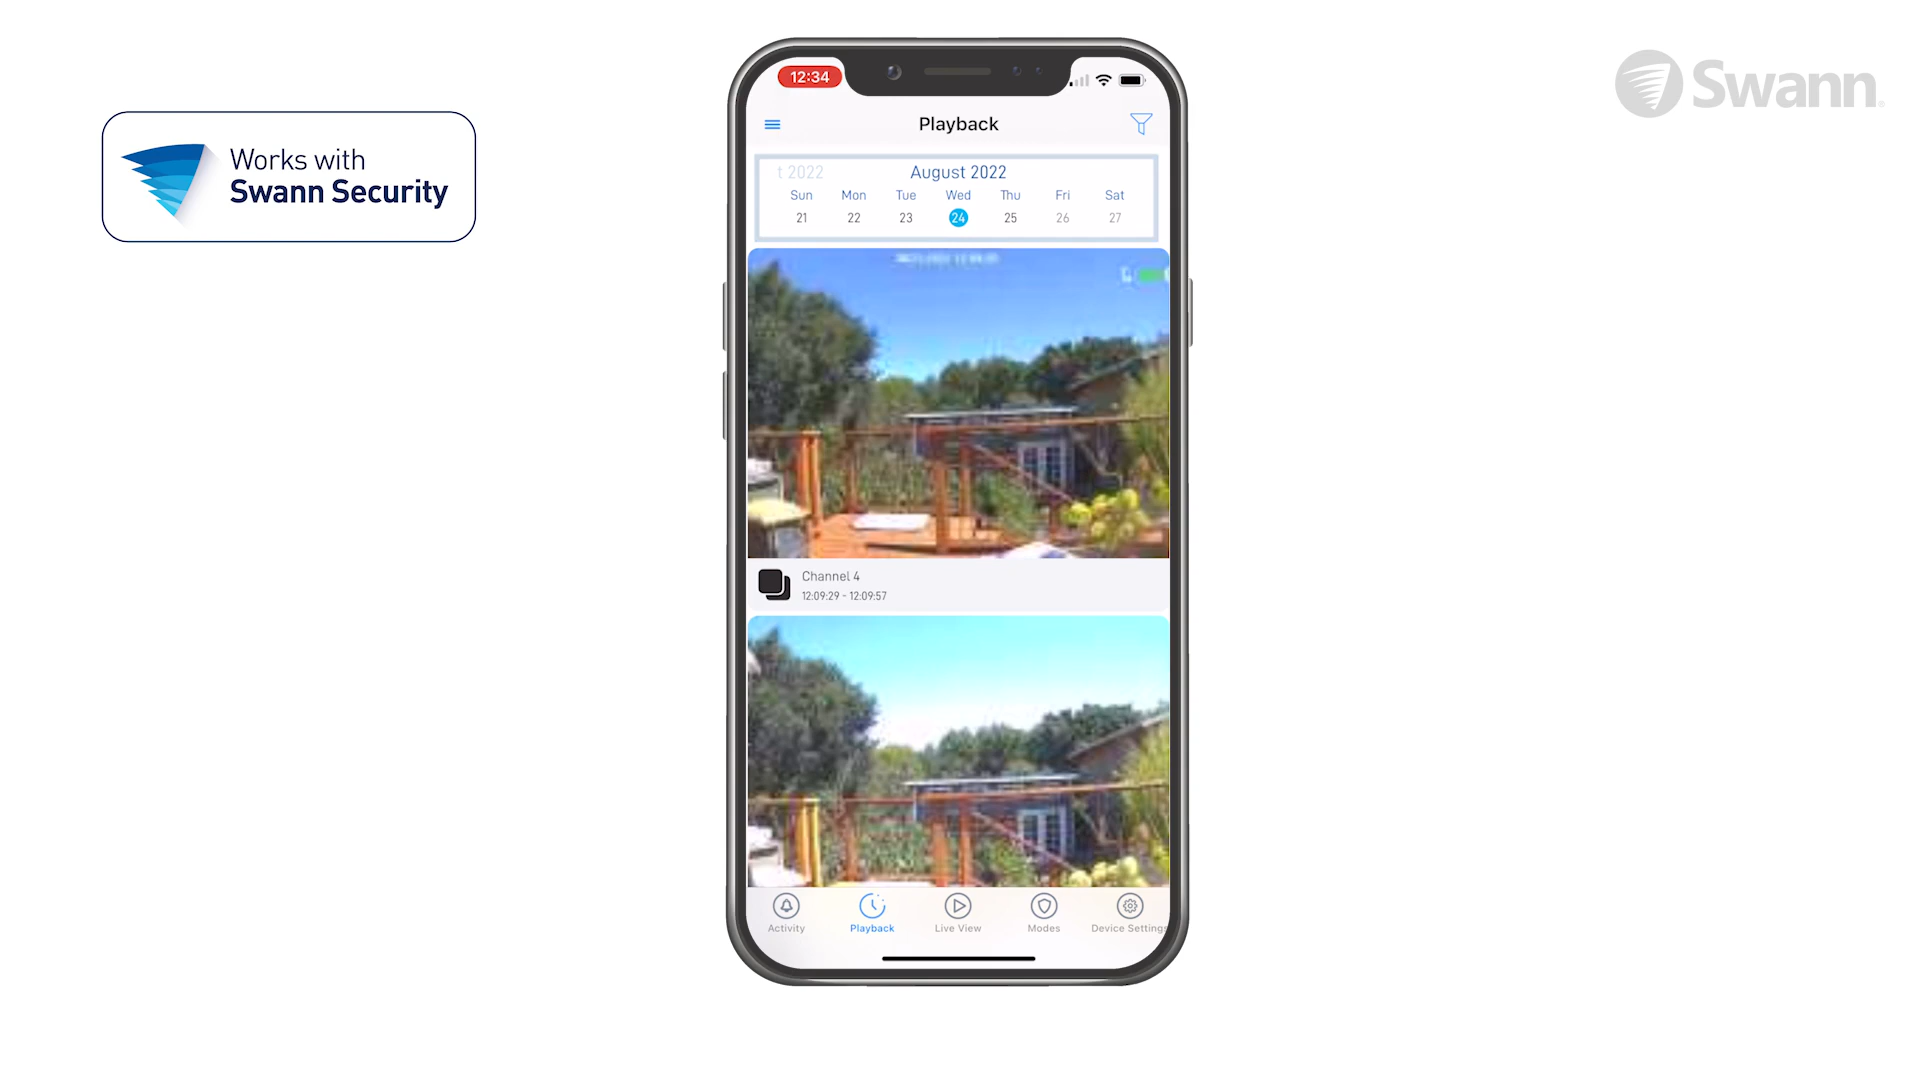 Works with
Swann Security
Swann
12:34
Playback
t 2022
August 2022
Sun Mon Tue Wed Thu Fri Sat
21 22 23 24 25 26 27
Channel 4
12:09:29 - 12:09:57
Activity Playback Live View Modes Device Settings